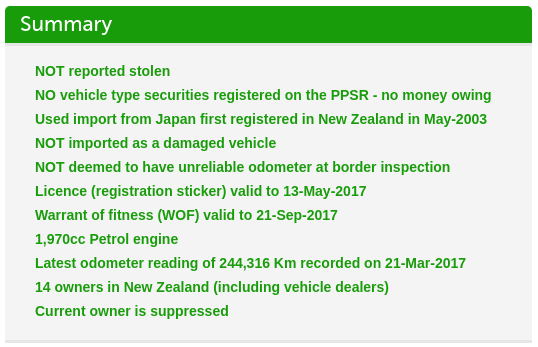 Summary
NOT reported stolen
NO vehicle type securities registered on the PPSR - no money owing
Used import from Japan first registered in New Zealand in May-2003
NOT imported as a damaged vehicle
NOT deemed to have unreliable odometer at border inspection
Licence (registration sticker) valid to 13-May-2017
Warrant of fitness (WOF) valid to 21-Sep-2017
1,970cc Petrol engine
Latest odometer reading of 244,316 Km recorded on 21-Mar-2017
14 owners in New Zealand (including vehicle dealers)
Current owner is suppressed